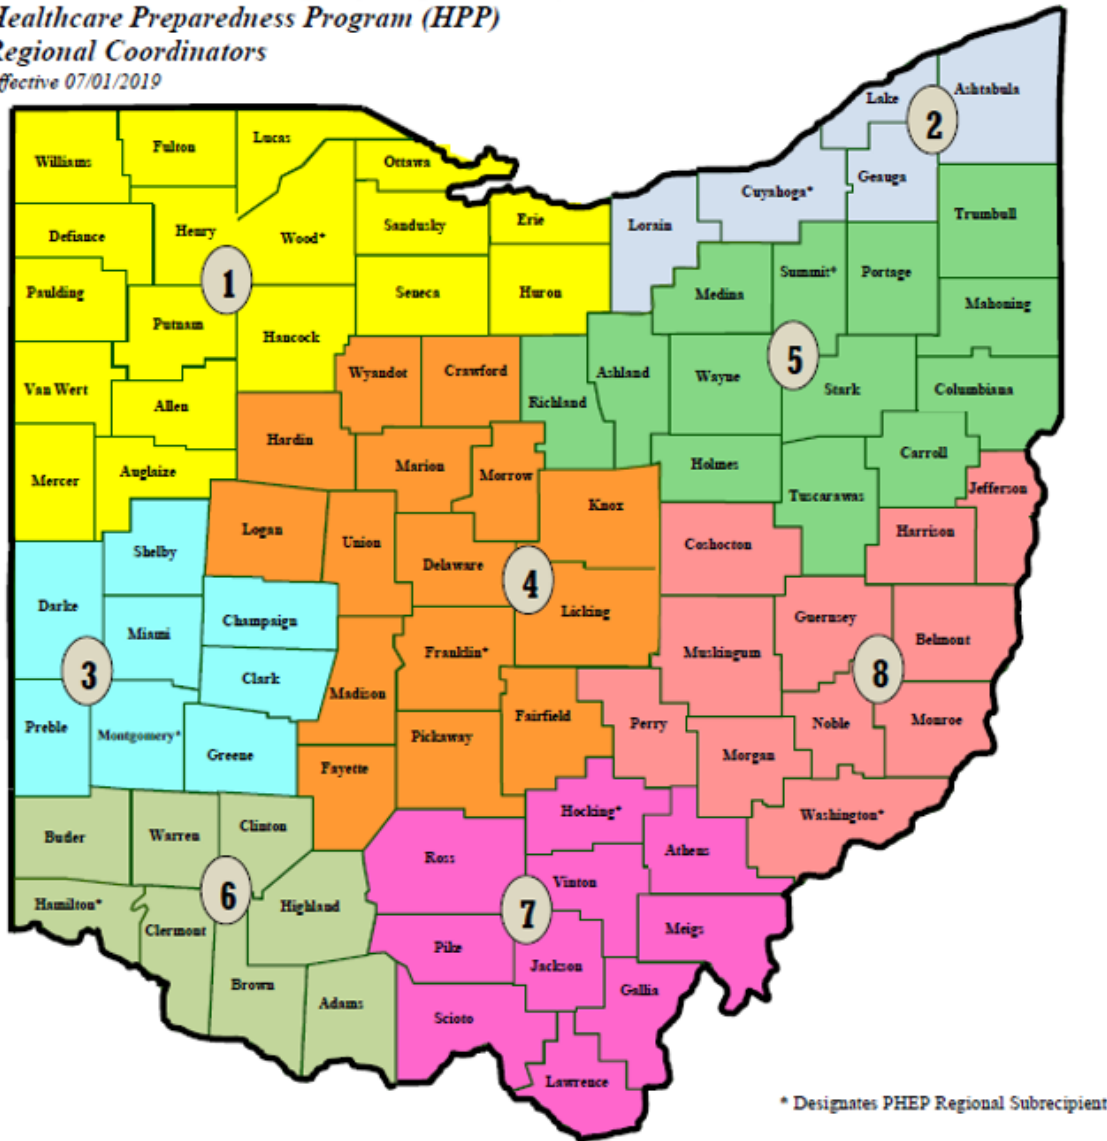 Healthcare Preparedness Program (HPP)
Regional Coordinators
ffective 07/01/2019
Lake
Ashtabula
2
Williams
Fulton
Lucas
Ottawa
Cuyahoga*
Geauga
Defiance
Henry
Wood*
Sandusky
Erie
Lorain
Trumbull
Paulding
1
Seneca
Huron
Medina
Summit*
Portage
Mahoning
Putnam
Hancock
Van Wert
Allen
Wyandot
Crawford
Richland
Ashland
Wayne
5
Stark
Columbiana
Mercer
Auglaize
Hardin
Marion
Morrow
Holmes
Carroll
Tuscarawas
Jefferson
Shelby
Logan
Union
Delaware
Knox
Coshocton
Harrison
Darke
Miami
Champaign
4
Licking
Guernsey
Belmont
3
Clark
Franklin*
Muskingum
8
Preble
Montgomery*
Greene
Madison
Pickaway
Fairfield
Perry
Morgan
Noble
Monroe
Fayette
Butler
Warren
Clinton
Hocking*
Athens
Washington*
Hamilton*
6
Highland
Ross
Vinton
Clermont
7
Meigs
Brown
Adams
Pike
Jackson
Gallia
Scioto
Lawrence
* Designates PHEP Regional Subrecipient